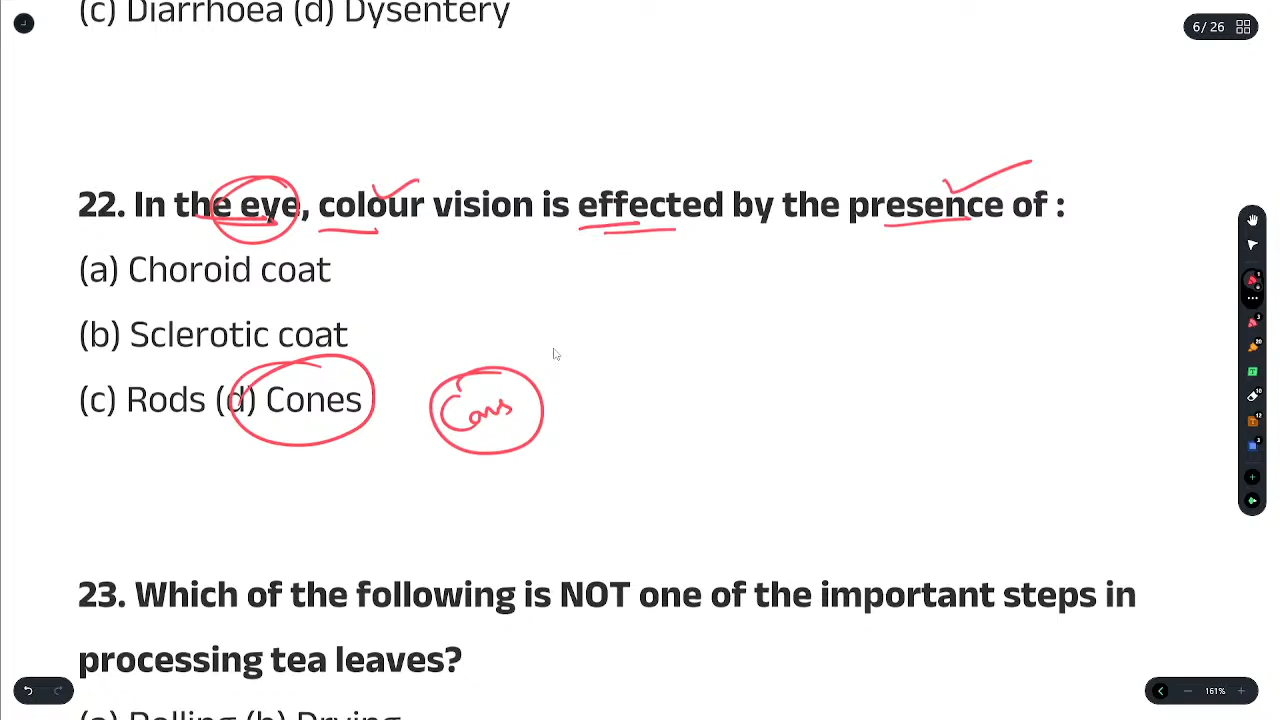 (c) Diarrhoea (d) Dysentery
6/ 26
22. In the eye, colour vision is effected by the presence of :
(a) Choroid coat
(b) Sclerotic coat
(c) Rods (d) Cones
23. Which of the following is NOT one of the important steps in
processing tea leaves?
(a) Rolling (b) Drying
161%